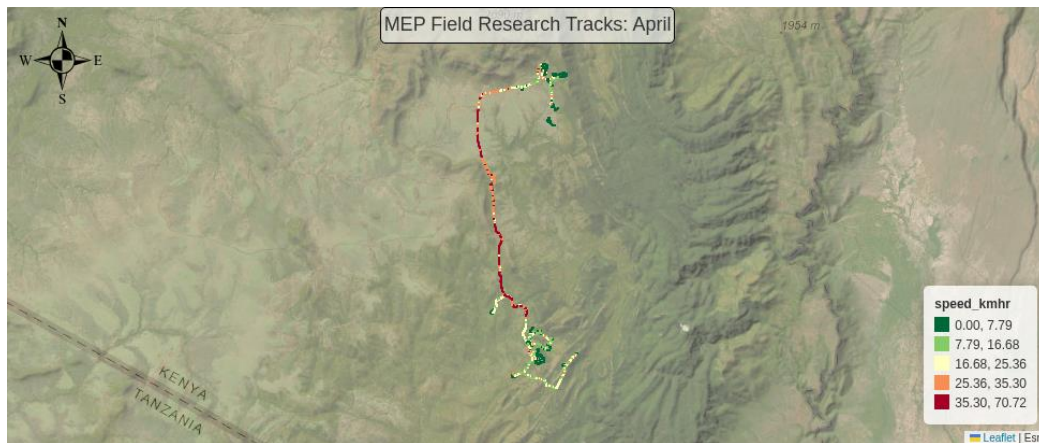 MEP Field Research Tracks: April
1954 m
N
W
E
S
KENYA
TANZANIA
speed_kmhr
0.00, 7.79
7.79, 16.68
16.68, 25.36
25.36, 35.30
35.30, 70.72
Leaflet | Esr